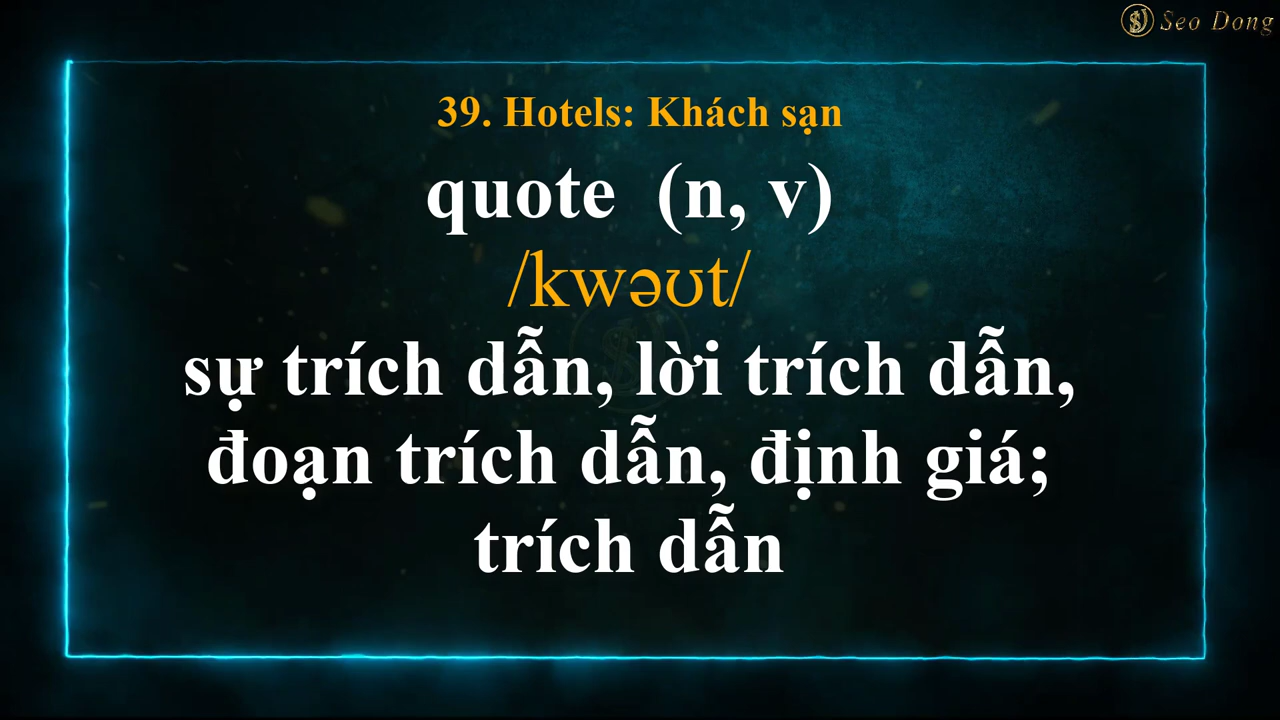 Seo Dong
39. Hotels: Khách sạn
quote (n, v)
/kwəʊt/
sự trích dẫn, lời trích dẫn,
đoạn trích dẫn, định giá;
trích dẫn